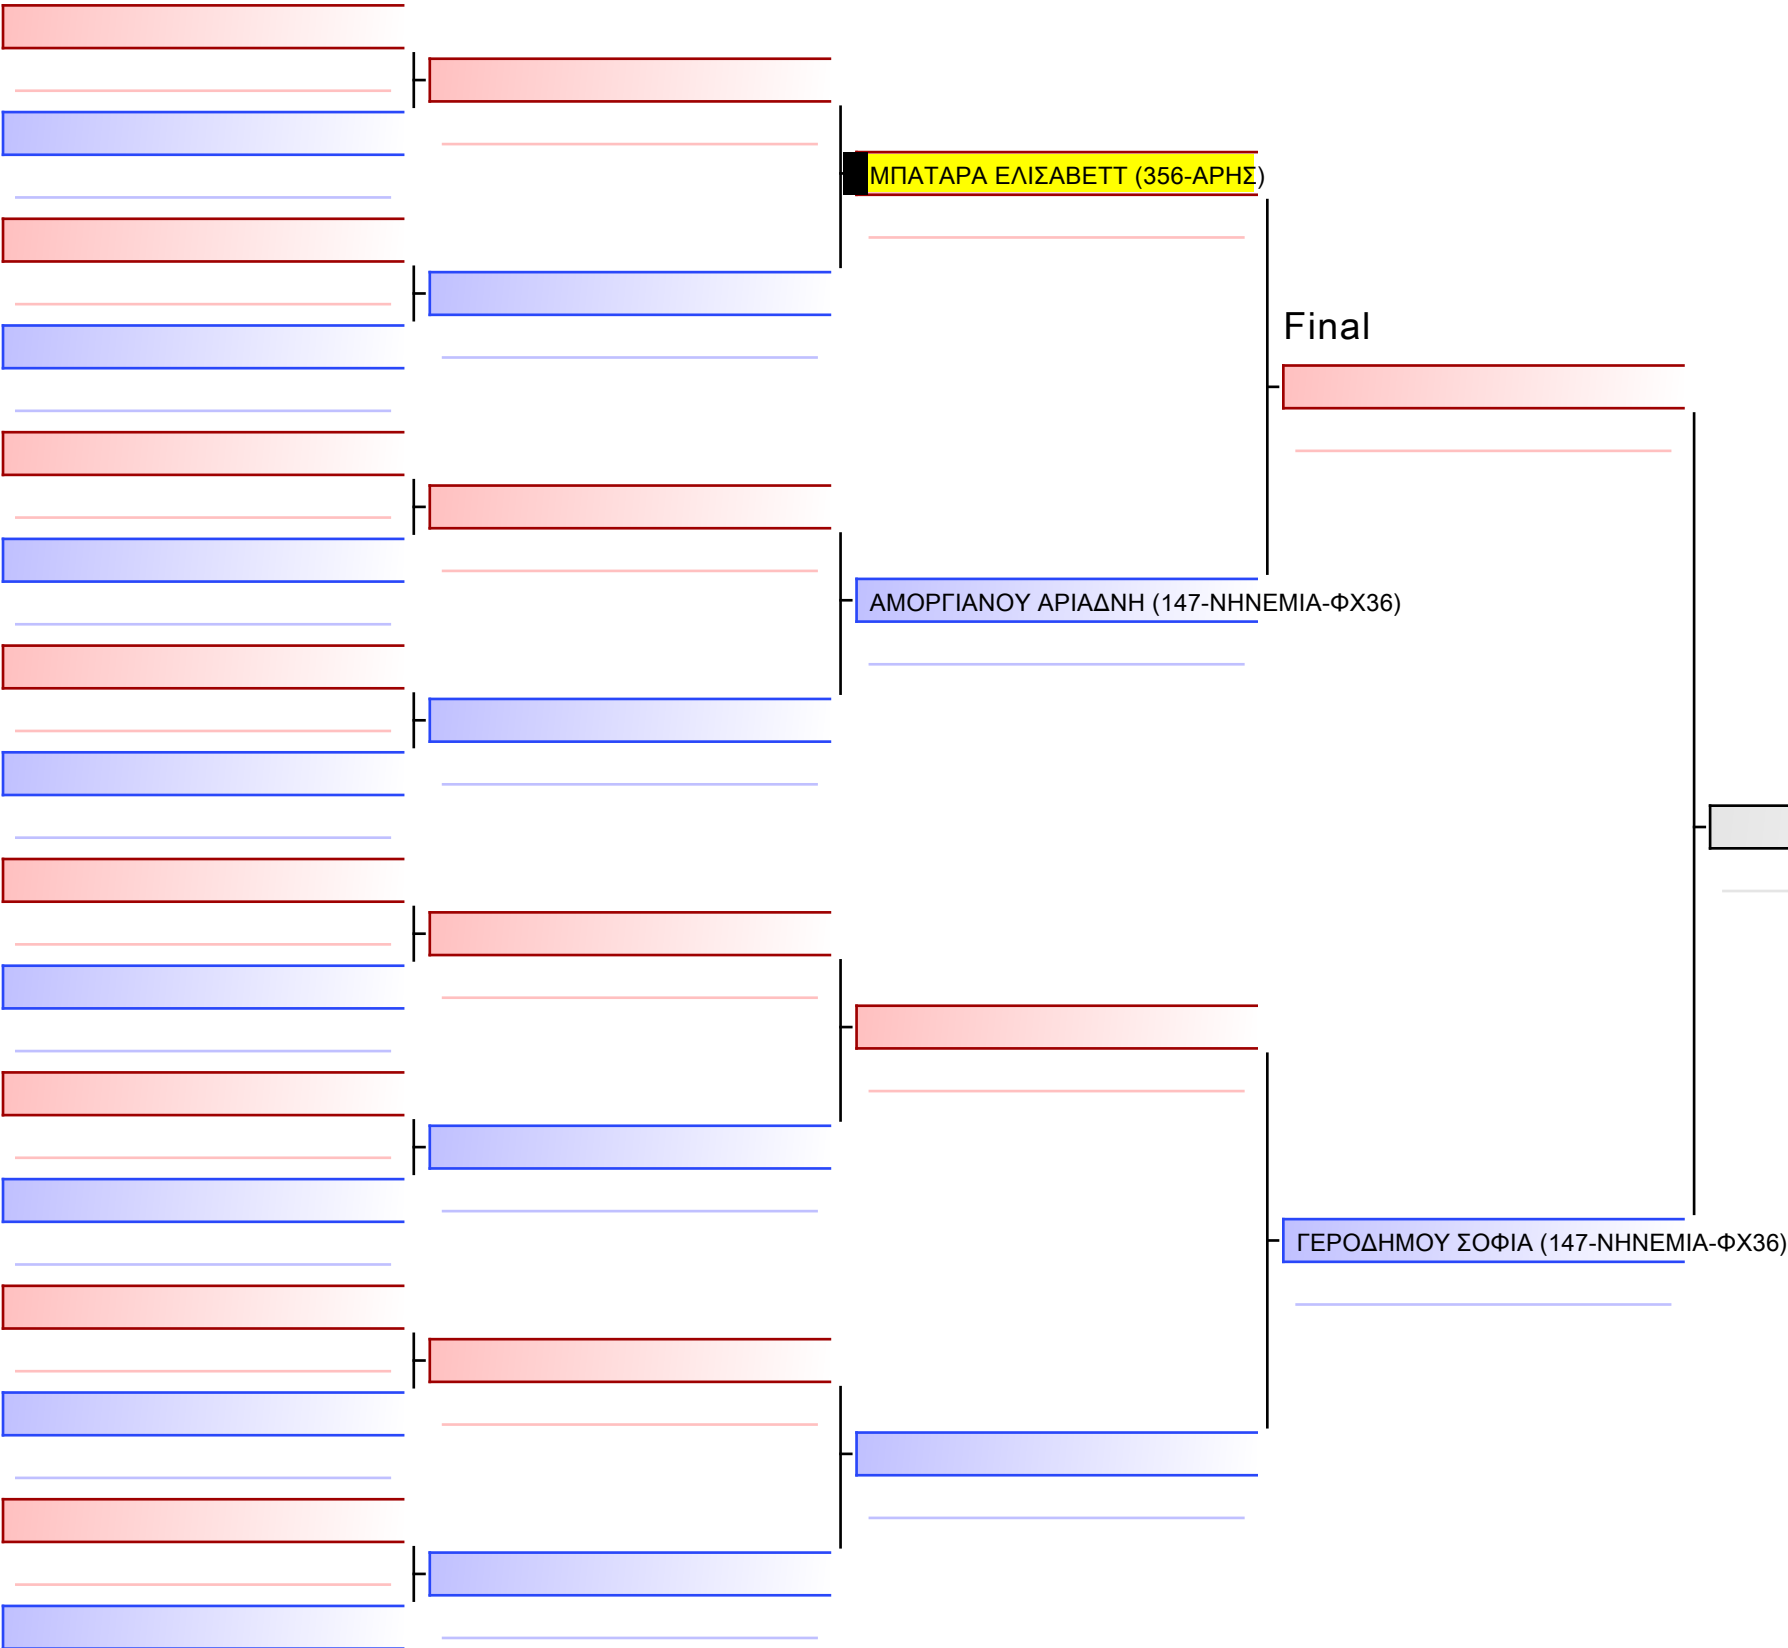 ΜΠΑΤΑΡΑ ΕΛΙΣΑΒΕΤΤ (356-ΑΡΗΣ)
Final
ΑΜΟΡΓΙΑΝΟΥ ΑΡΙΑΔΝΗ (147-ΝΗΝΕΜΙΑ-ΦΧ36)
ΓΕΡΟΔΗΜΟΥ ΣΟΦΙΑ (147-ΝΗΝΕΜΙΑ-ΦΧ36)